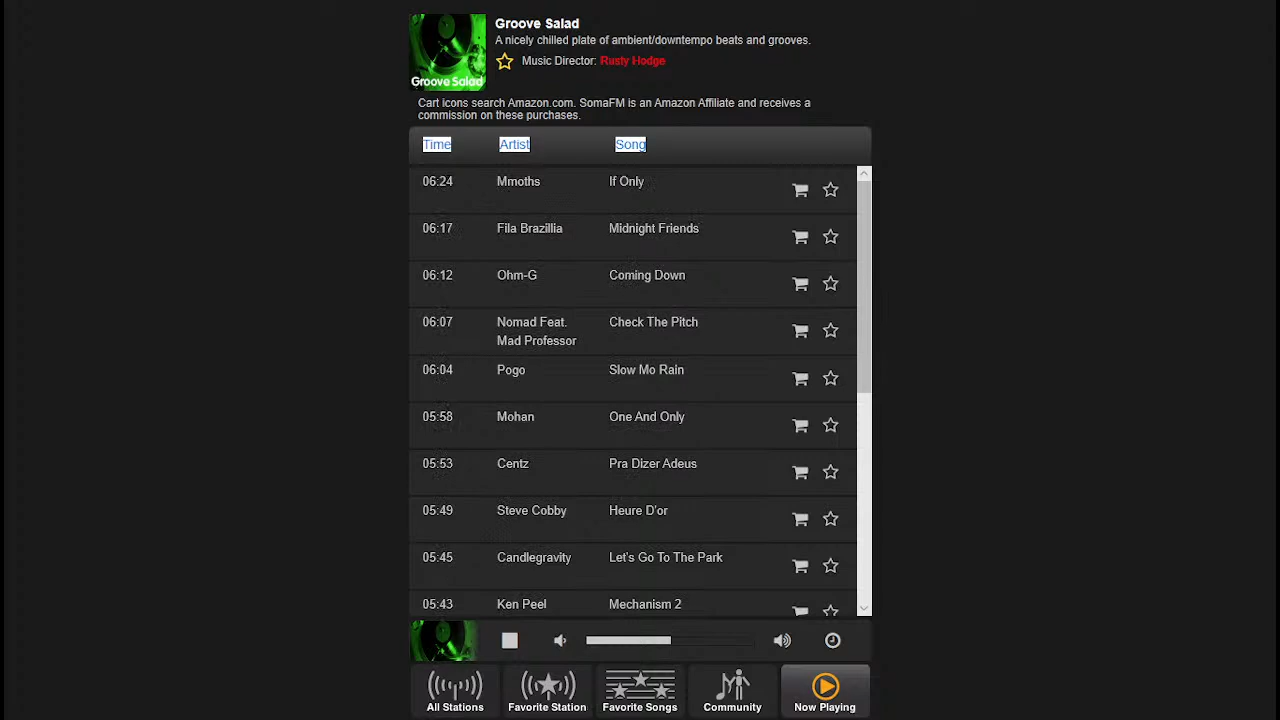 Groove Salad
A nicely chilled plate of ambient/downtempo beats and grooves.
Music Director: Rusty Hodge
Groove Salad
Cart icons search Amazon.com. SomaFM is an Amazon Affiliate and receives a
commission on these purchases.
Time Artist Song
06:24 Mmoths If Only
06:17 Fila Brazillia Midnight Friends
06:12 Ohm-G Coming Down
06:07 Nomad Feat. Check The Pitch
Mad Professor
06:04 Pogo Slow Mo Rain
05:58 Mohan One And Only
05:53 Centz Pra Dizer Adeus
05:49 Steve Cobby Heure D'or
05:45 Candlegravity Let's Go To The Park
05:43 Ken Peel Mechanism 2
All Stations Favorite Station Favorite Songs Community Now Playing